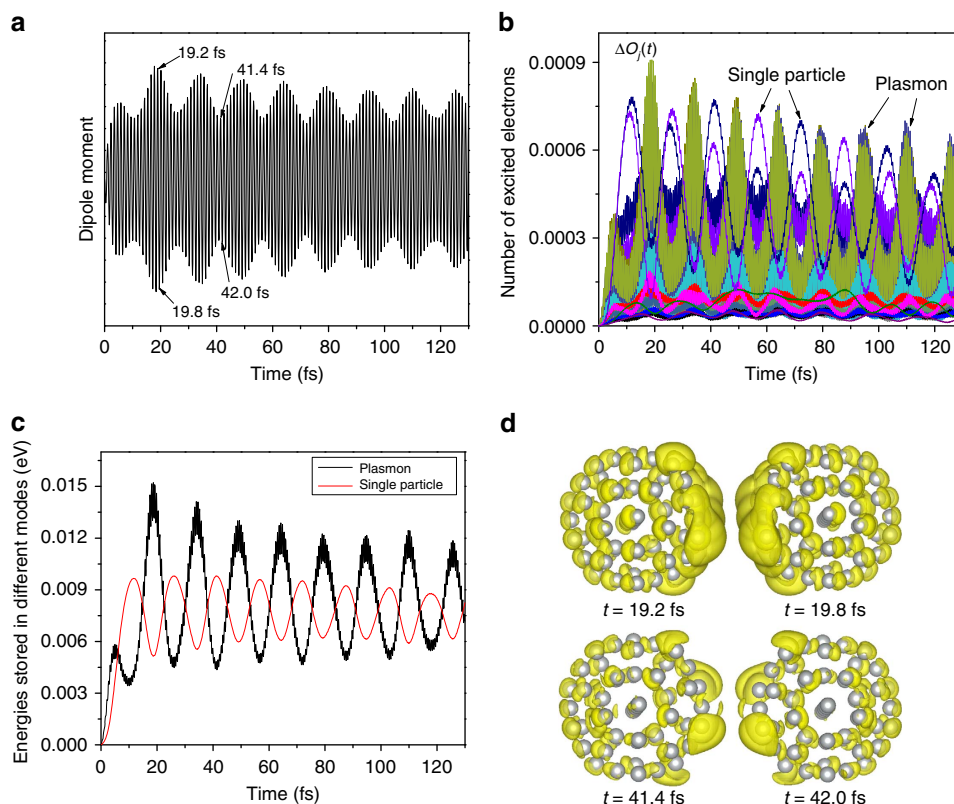 a
19.2 fs
41.4 fs
42.0 fs
19.8 fs
Dipole moment
0 20 40 60 80 100 120
Time (fs)
b
ΔOj(t)
Single particle
Plasmon
0.0009
0.0006
0.0003
0.0000
Number of excited electrons
0 20 40 60 80 100 120
Time (fs)
c
Plasmon
Single particle
0.015
0.012
0.009
0.006
0.003
0.000
Energies stored in different modes (eV)
0 20 40 60 80 100 120
Time (fs)
d
t = 19.2 fs
t = 19.8 fs
t = 41.4 fs
t = 42.0 fs